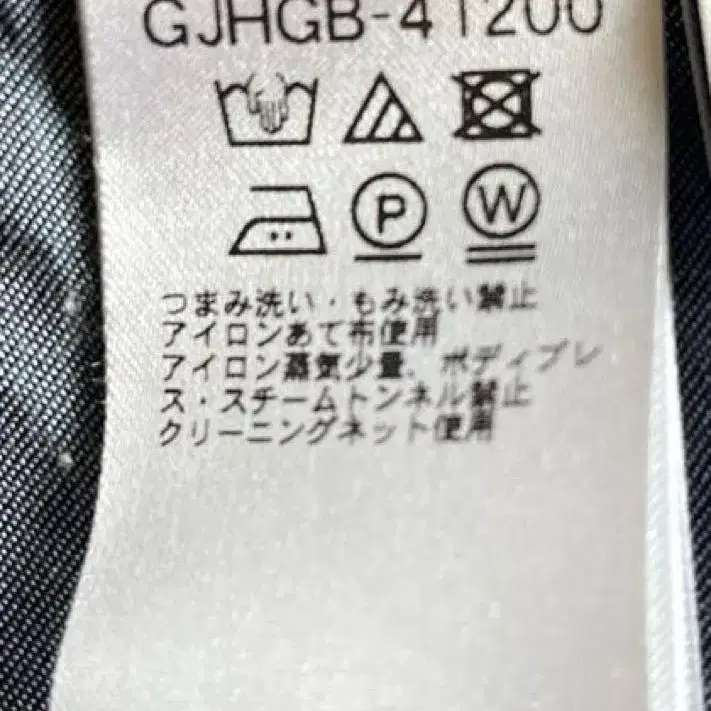 GJHGB-41200
P
W
つまみ洗い・もみ洗い禁止
アイロンあて布使用
アイロン蒸気少量、ボディプレ
ス・スチームトンネル禁止
クリーニングネット使用